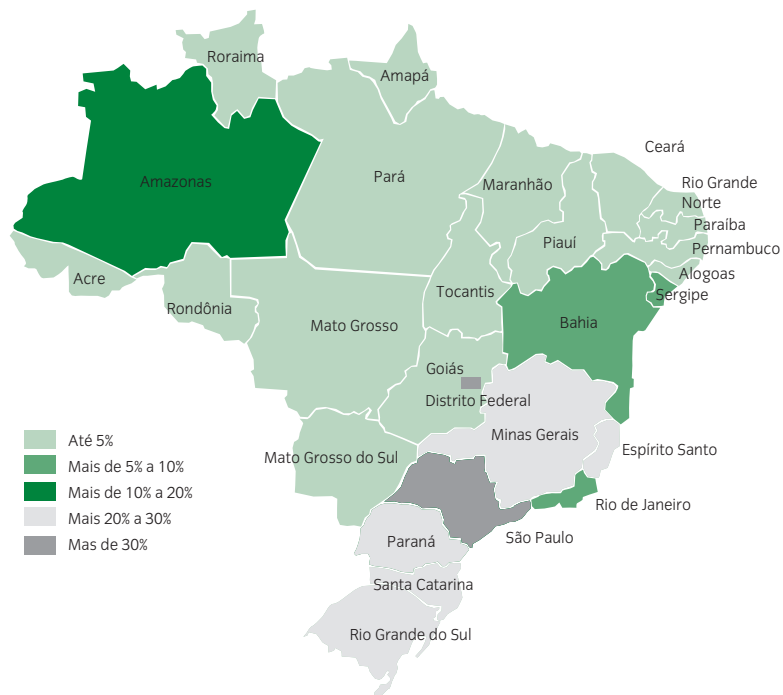 Roraima
Amapá
Amazonas
Pará
Maranhão
Ceará
Rio Grande
Norte
Paraíba
Piauí
Pernambuco
Alogoas
Sergipe
Acre
Rondônia
Tocantis
Mato Grosso
Bahia
Goiás
Distrito Federal
Minas Gerais
Mato Grosso do Sul
Espírito Santo
Rio de Janeiro
São Paulo
Paraná
Santa Catarina
Rio Grande do Sul
Até 5%
Mais de 5% a 10%
Mais de 10% a 20%
Mais 20% a 30%
Mas de 30%